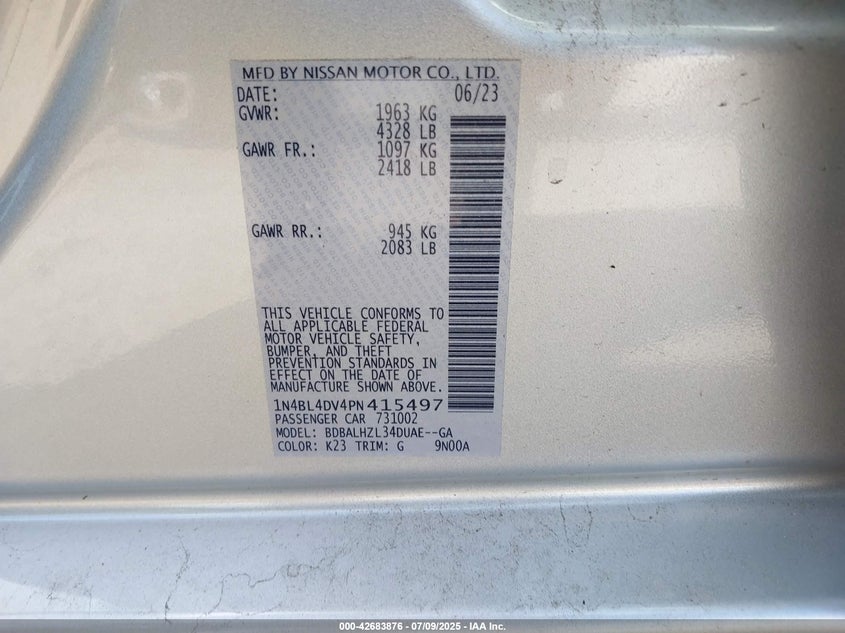 MFD BY NISSAN MOTOR CO., LTD.
DATE: 06/23
GVWR: 1963 KG
4328 LB
GAWR FR.: 1097 KG
2418 LB
GAWR RR.: 945 KG
2083 LB
THIS VEHICLE CONFORMS TO
ALL APPLICABLE FEDERAL
MOTOR VEHICLE SAFETY,
BUMPER, AND THEFT
PREVENTION STANDARDS IN
EFFECT ON THE DATE OF
MANUFACTURE SHOWN ABOVE.
1N4BL4DV4PN415497
PASSENGER CAR 731002
MODEL: BDBALHZL34DUAE--GA
COLOR: K23 TRIM: G 9N00A
000-42683876 - 07/09/2025 - IAA Inc.